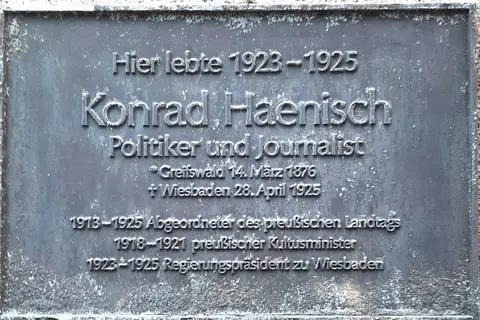 Hier lebte 1923–1925
Konrad Haenisch
Politiker und Journalist
* Greifswald 14. März 1876
† Wiesbaden 28. April 1925
1913–1925 Abgeordneter des preußischen Landtags
1918–1921 preußischer Kultusminister
1923–1925 Regierungspräsident zu Wiesbaden